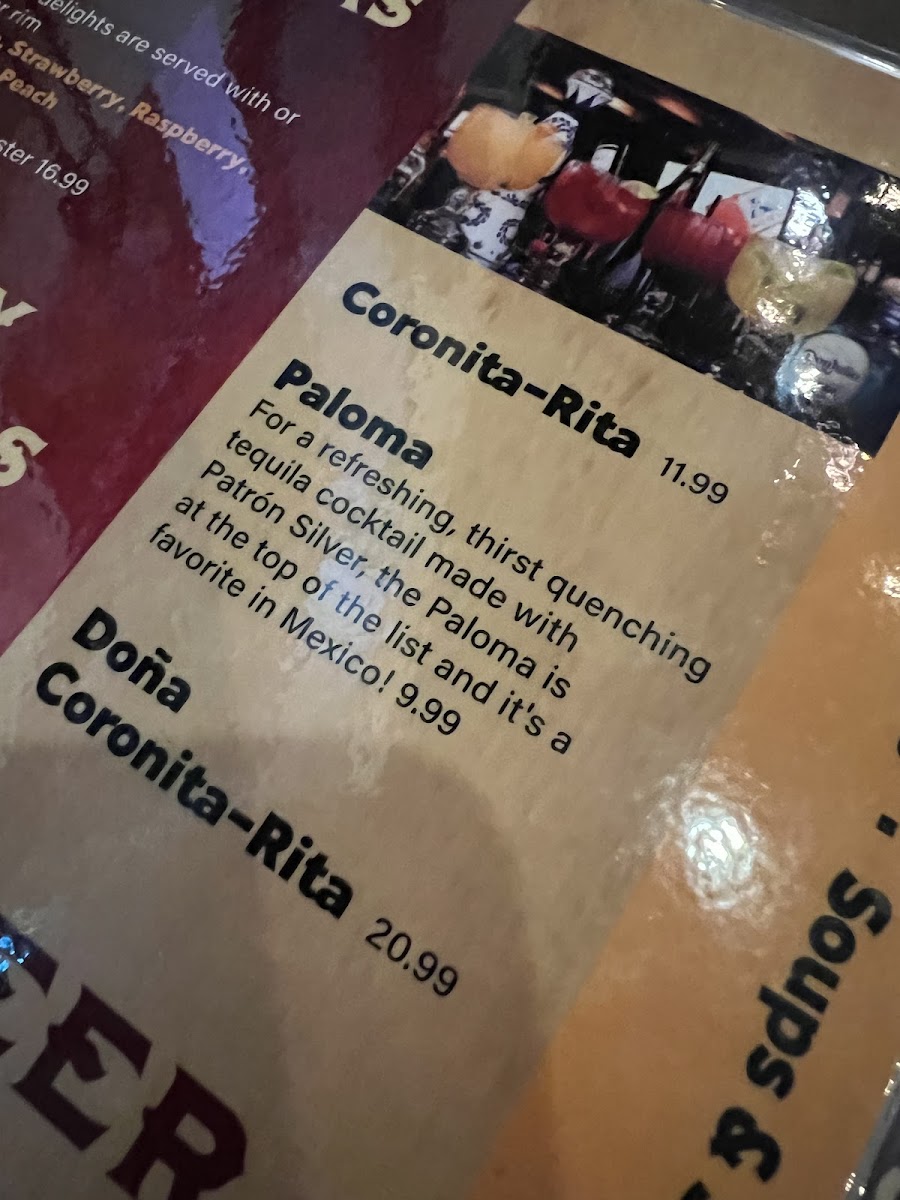 delights are served with or
rim
Strawberry, Raspberry,
Peach
16.99
Coronita-Rita 11.99
Paloma
For a refreshing, thirst quenching
tequila cocktail made with
Patrón Silver, the Paloma is
at the top of the list and it's a
favorite in Mexico! 9.99
Doña
Coronita-Rita 20.99
Soups &